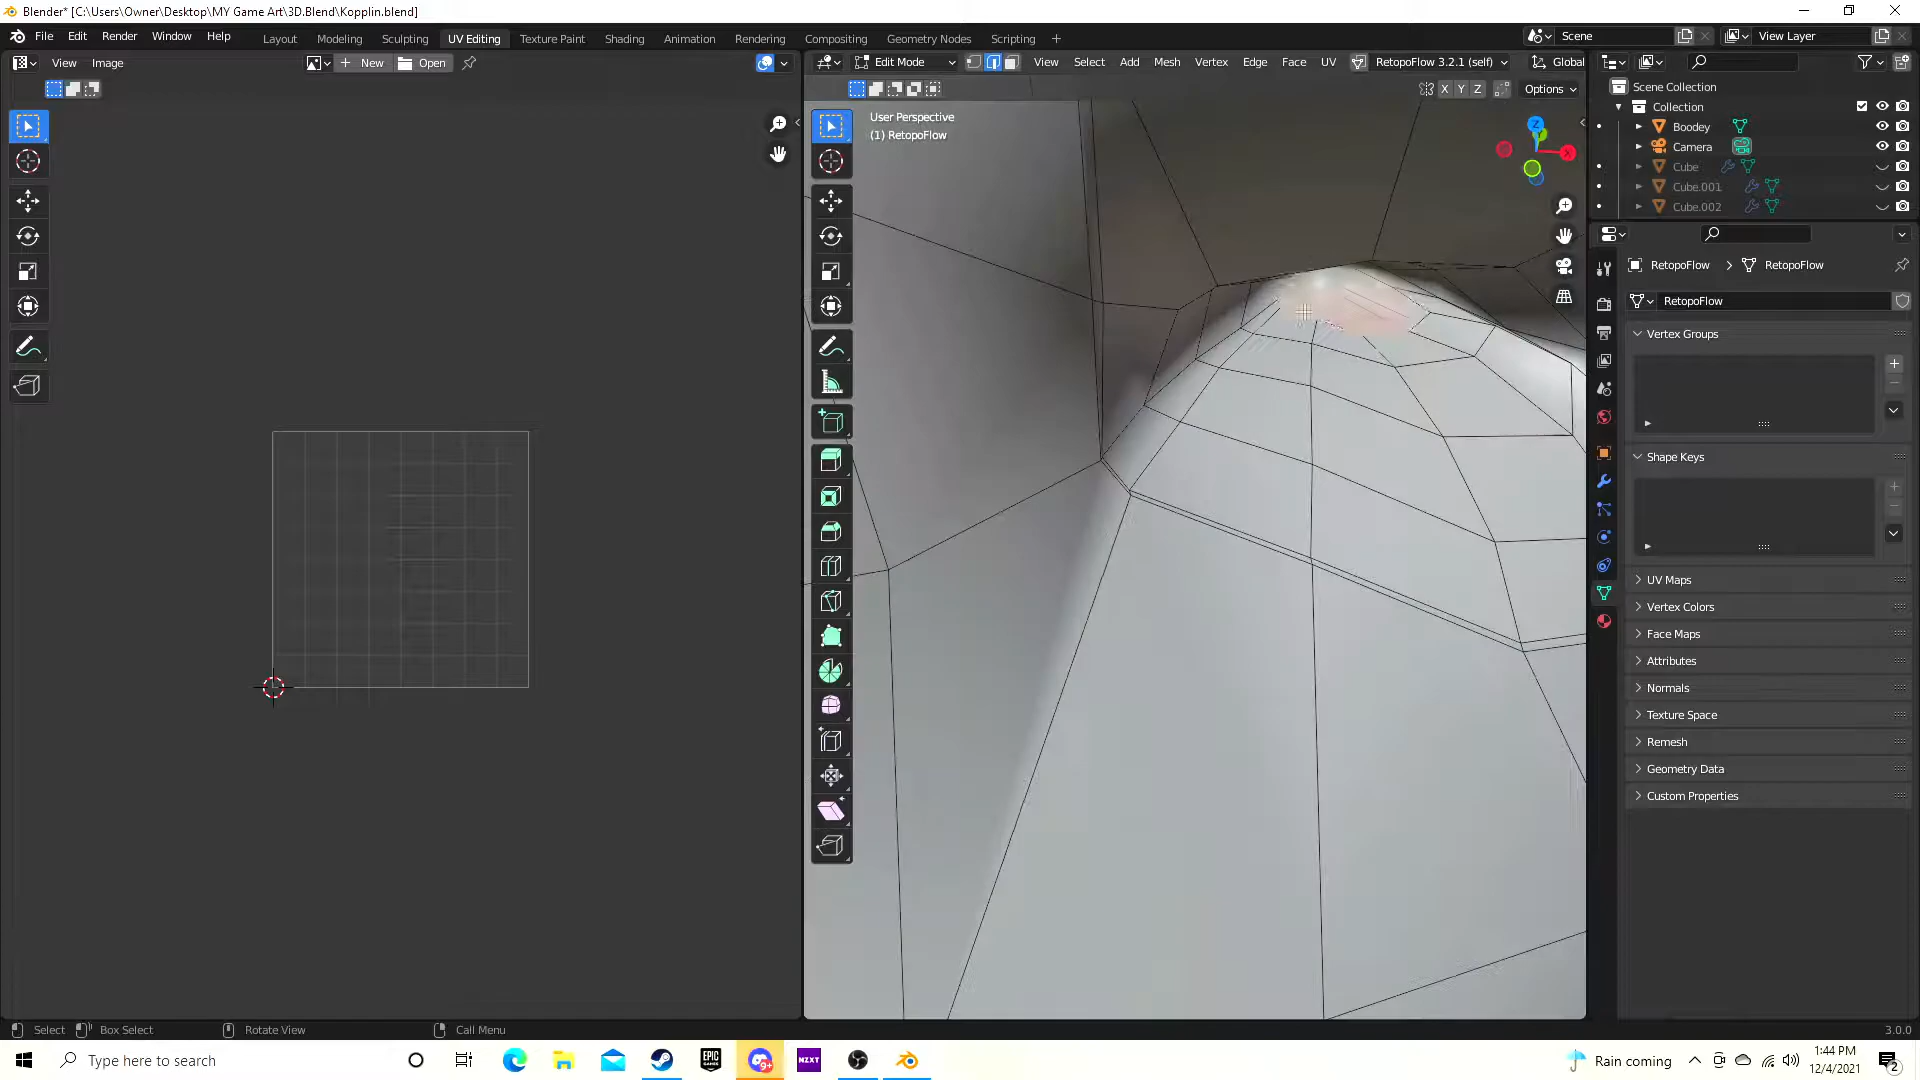 Blender* [C:\Users\Owner\Desktop\MY Game Art\3D.Blend\Kopplin.blend]
File Edit Render Window Help
Layout Modeling Sculpting UV Editing Texture Paint Shading Animation Rendering Compositing Geometry Nodes Scripting +
Scene
View Layer
View Image
New Open
Edit Mode
View Select Add Mesh Vertex Edge Face UV
RetopoFlow 3.2.1 (self)
Global
X Y Z
Options
User Perspective
(1) RetopoFlow
Z
X
Scene Collection
Collection
Boodey
Camera
Cube
Cube.001
Cube.002
RetopoFlow > RetopoFlow
RetopoFlow
Vertex Groups
Shape Keys
UV Maps
Vertex Colors
Face Maps
Attributes
Normals
Texture Space
Remesh
Geometry Data
Custom Properties
Select Box Select Rotate View Call Menu
3.0.0
Type here to search
EPIC GAMES
9+
NZXT
Rain coming
1:44 PM
12/4/2021
2